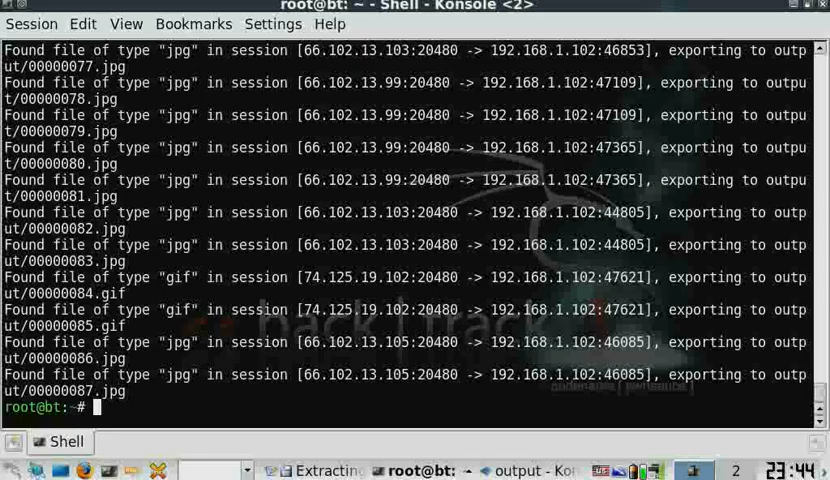 root@bt: ~ - Shell - Konsole <2>
Session Edit View Bookmarks Settings Help
Found file of type "jpg" in session [66.102.13.103:20480 -> 192.168.1.102:46853], exporting to outp
ut/00000077.jpg
Found file of type "jpg" in session [66.102.13.99:20480 -> 192.168.1.102:47109], exporting to outpu
t/00000078.jpg
Found file of type "jpg" in session [66.102.13.99:20480 -> 192.168.1.102:47109], exporting to outpu
t/00000079.jpg
Found file of type "jpg" in session [66.102.13.99:20480 -> 192.168.1.102:47365], exporting to outpu
t/00000080.jpg
Found file of type "jpg" in session [66.102.13.99:20480 -> 192.168.1.102:47365], exporting to outpu
t/00000081.jpg
Found file of type "jpg" in session [66.102.13.103:20480 -> 192.168.1.102:44805], exporting to outp
ut/00000082.jpg
Found file of type "jpg" in session [66.102.13.103:20480 -> 192.168.1.102:44805], exporting to outp
ut/00000083.jpg
Found file of type "gif" in session [74.125.19.102:20480 -> 192.168.1.102:47621], exporting to outp
ut/00000084.gif
Found file of type "gif" in session [74.125.19.102:20480 -> 192.168.1.102:47621], exporting to outp
ut/00000085.gif
Found file of type "jpg" in session [66.102.13.105:20480 -> 192.168.1.102:46085], exporting to outp
ut/00000086.jpg
Found file of type "jpg" in session [66.102.13.105:20480 -> 192.168.1.102:46085], exporting to outp
ut/00000087.jpg
root@bt:~#
back | track
codename [ pwnsauce ]
Shell
Extracting root@bt: output - Kon 2 23:44